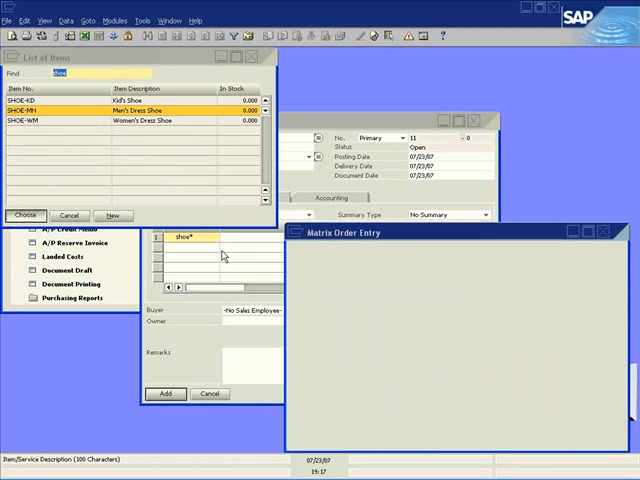 SAP
File Edit View Data Goto Modules Tools Window Help
List of Items
Find shoe
Item No. Item Description In Stock
SHOE-KD Kid's Shoe 0.000
SHOE-MN Men's Dress Shoe 0.000
SHOE-WM Women's Dress Shoe 0.000
Choose Cancel New
No. Primary 11 - 0
Status Open
Posting Date 07/23/07
Delivery Date 07/23/07
Document Date 07/23/07
Accounting
Summary Type No Summary
1 shoe*
A/P Credit Memo
A/P Reserve Invoice
Landed Costs
Document Draft
Document Printing
Purchasing Reports
Matrix Order Entry
Buyer -No Sales Employee-
Owner
Remarks
Add Cancel
Item/Service Description (100 Characters) 07/23/07
19:17